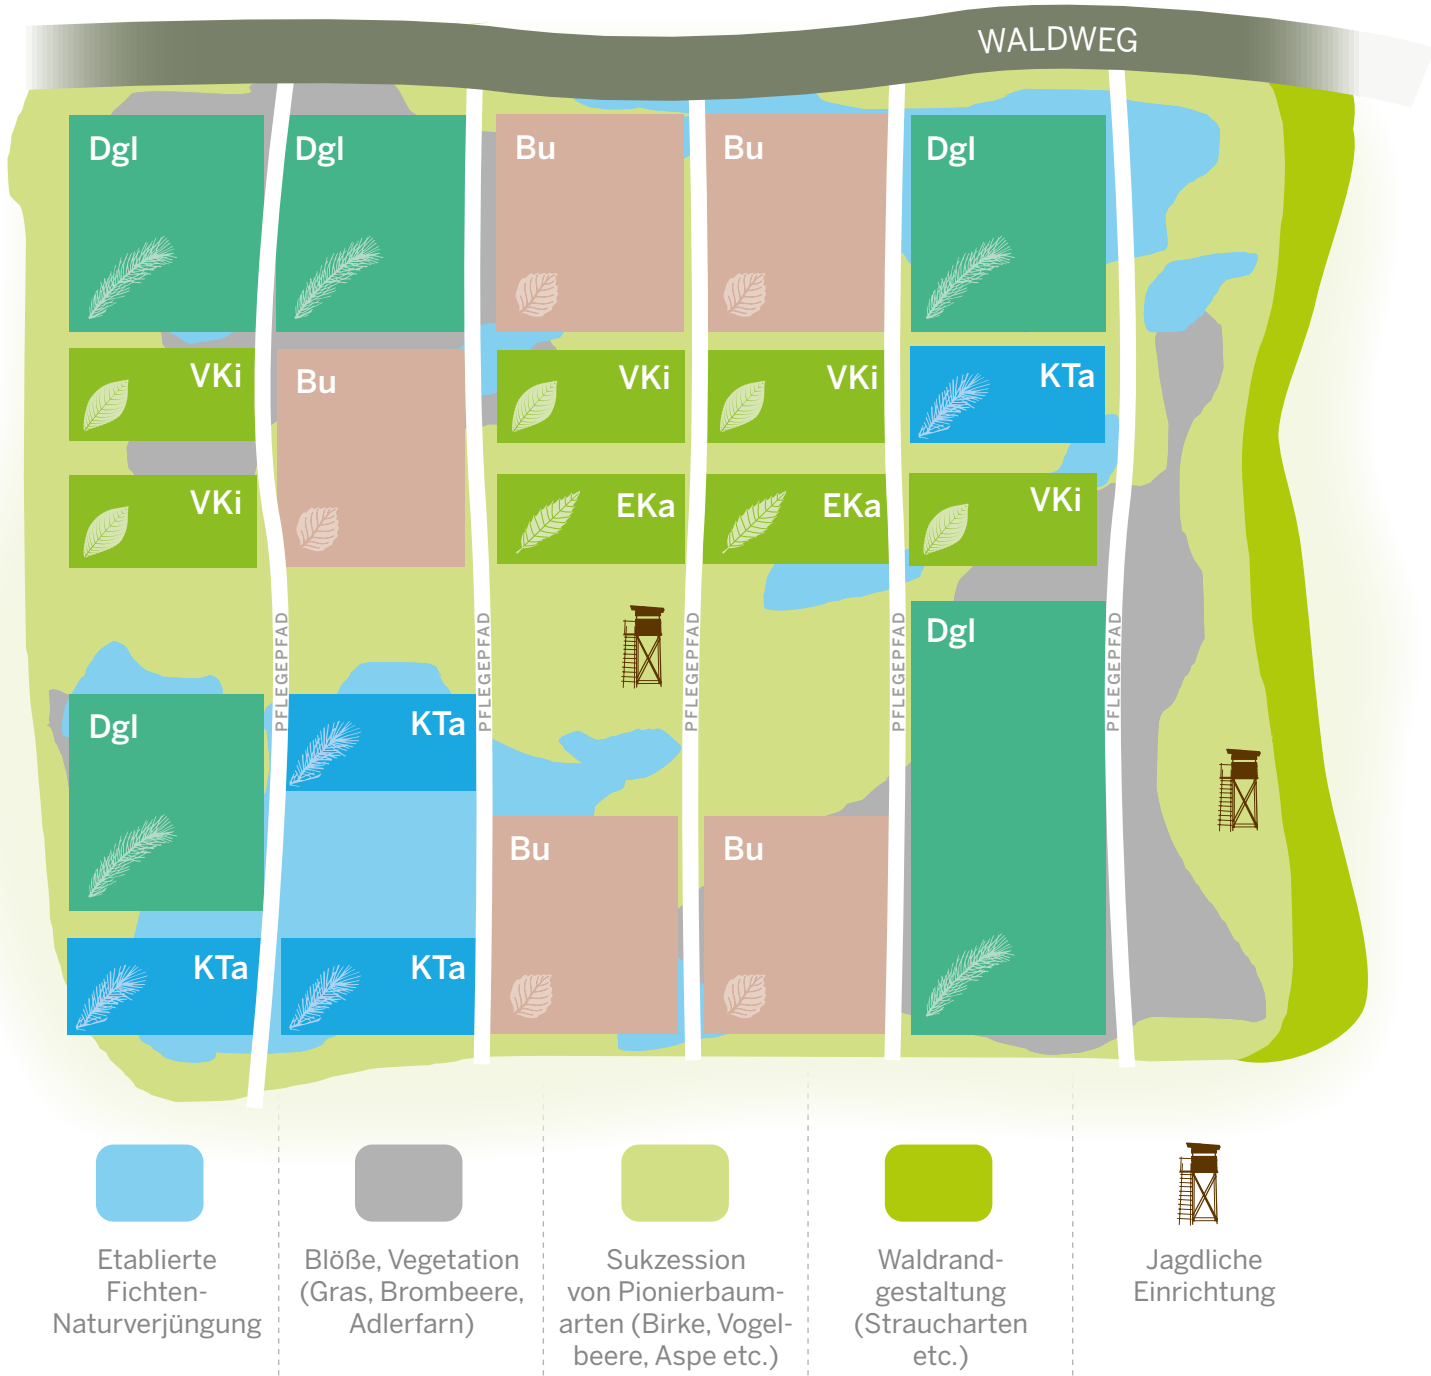 WALDWEG
Dgl
Dgl
Bu
Bu
Dgl
VKi
Bu
VKi
VKi
KTa
VKi
EKa
EKa
VKi
PFLEGEPFAD
PFLEGEPFAD
PFLEGEPFAD
PFLEGEPFAD
PFLEGEPFAD
Dgl
Dgl
KTa
Bu
Bu
KTa
KTa
Etablierte
Fichten-
Naturverjüngung
Blöße, Vegetation
(Gras, Brombeere,
Adlerfarn)
Sukzession
von Pionierbaum-
arten (Birke, Vogel-
beere, Aspe etc.)
Waldrand-
gestaltung
(Straucharten
etc.)
Jagdliche
Einrichtung